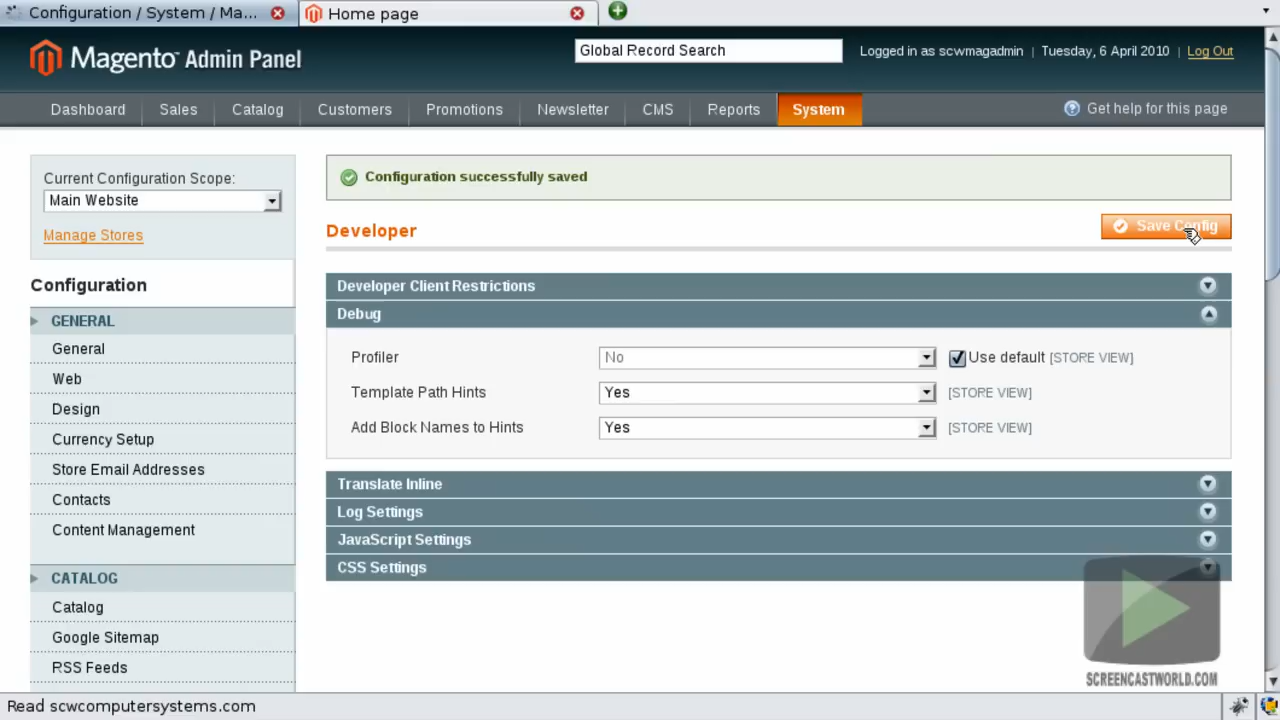 Configuration / System / Ma...
Home page
Magento™ Admin Panel
Global Record Search
Logged in as scwmagadmin | Tuesday, 6 April 2010 | Log Out
Dashboard
Sales
Catalog
Customers
Promotions
Newsletter
CMS
Reports
System
Get help for this page
Current Configuration Scope:
Main Website
Manage Stores
Configuration
GENERAL
General
Web
Design
Currency Setup
Store Email Addresses
Contacts
Content Management
CATALOG
Catalog
Google Sitemap
RSS Feeds
Configuration successfully saved
Developer
Save Config
Developer Client Restrictions
Debug
Profiler No Use default [STORE VIEW]
Template Path Hints Yes [STORE VIEW]
Add Block Names to Hints Yes [STORE VIEW]
Translate Inline
Log Settings
JavaScript Settings
CSS Settings
SCREENCASTWORLD.COM
Read scwcomputersystems.com